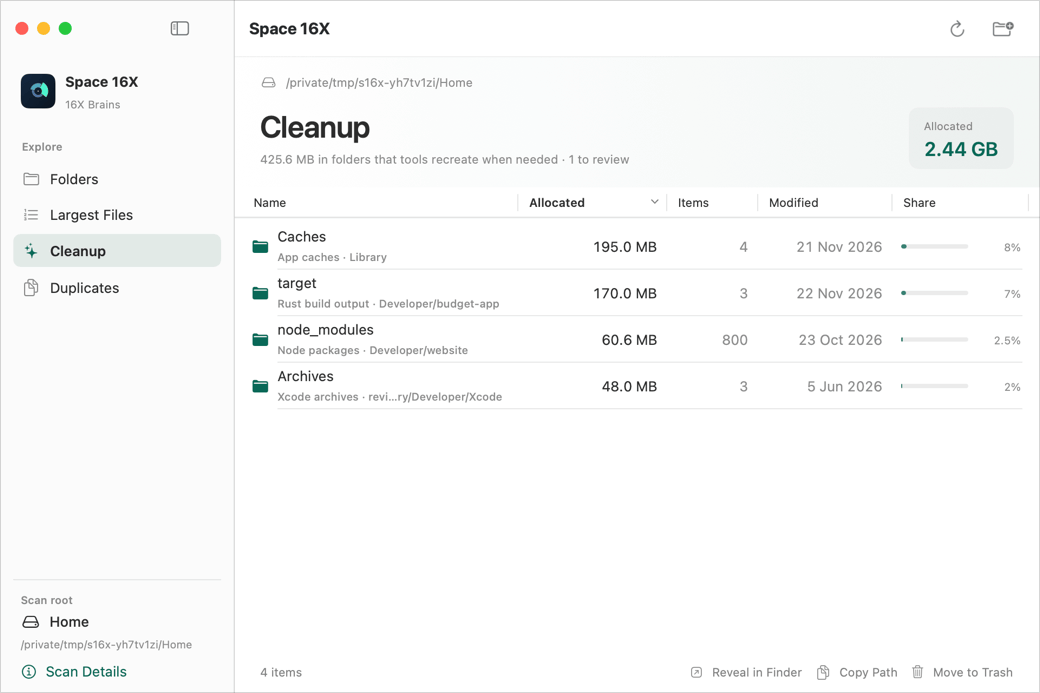 Space 16X
Space 16X
16X Brains
Explore
Folders
Largest Files
Cleanup
Duplicates
Scan root
Home
/private/tmp/s16x-yh7tv1zi/Home
Scan Details
/private/tmp/s16x-yh7tv1zi/Home
Cleanup
425.6 MB in folders that tools recreate when needed · 1 to review
Allocated
2.44 GB
Name Allocated Items Modified Share
Caches
App caches · Library
195.0 MB 4 21 Nov 2026 8%
target
Rust build output · Developer/budget-app
170.0 MB 3 22 Nov 2026 7%
node_modules
Node packages · Developer/website
60.6 MB 800 23 Oct 2026 2.5%
Archives
Xcode archives · revi...ry/Developer/Xcode
48.0 MB 3 5 Jun 2026 2%
4 items
Reveal in Finder Copy Path Move to Trash